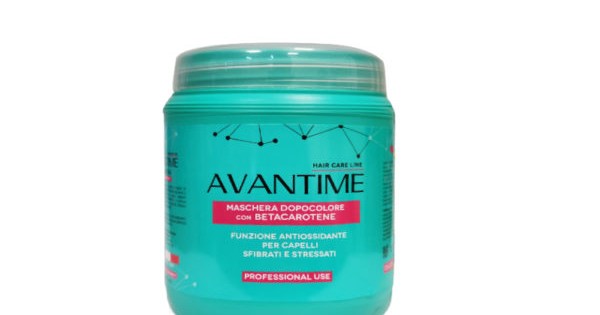 HAIR CARE LINE
AVANTIME
MASCHERA DOPOCOLORE
CON BETACAROTENE
FUNZIONE ANTIOSSIDANTE
PER CAPELLI
SFIBRATI E STRESSATI
PROFESSIONAL USE